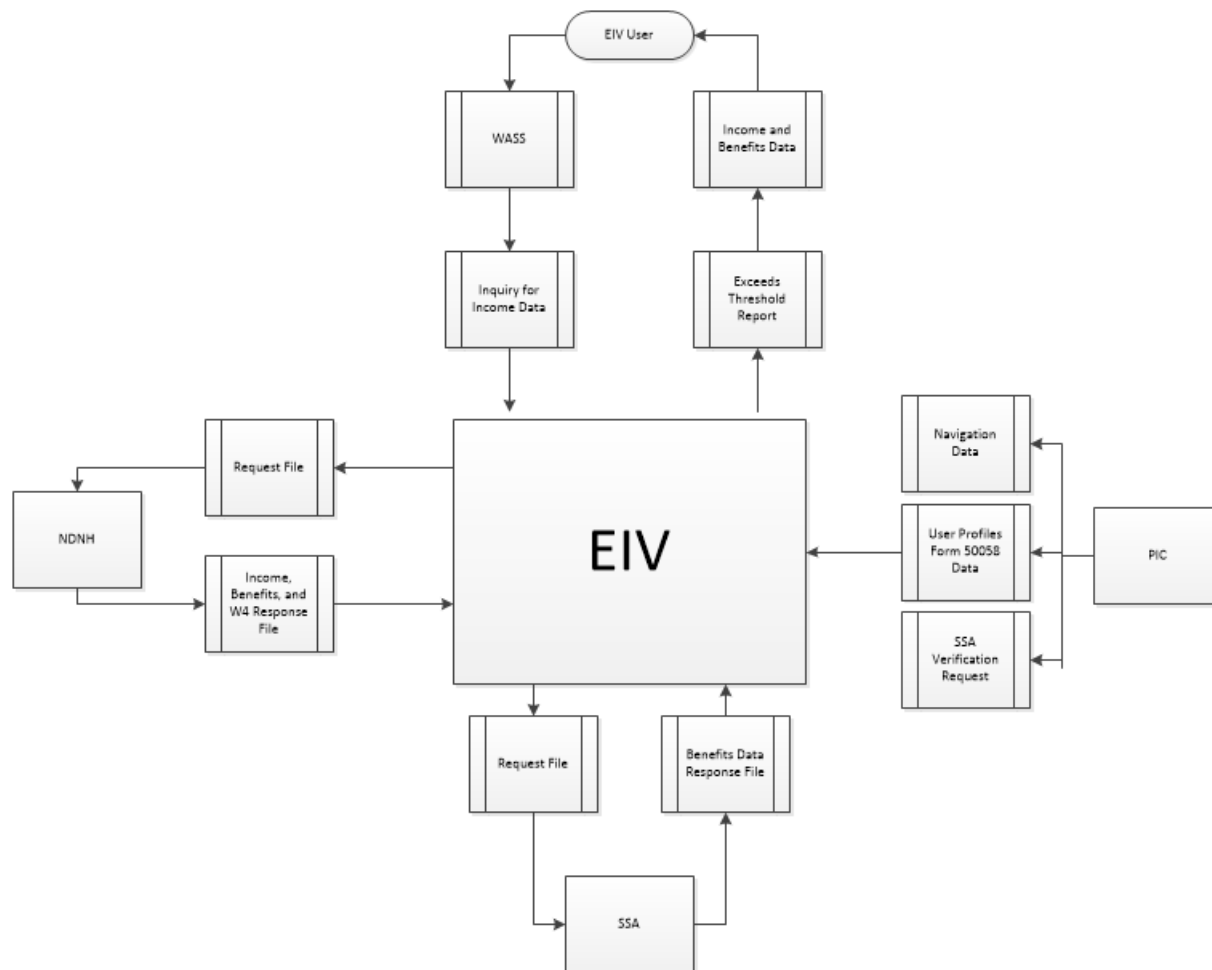 EIV User
WASS
Income and
Benefits Data
Inquiry for
Income Data
Exceeds
Threshold
Report
Request File
NDNH
Income,
Benefits, and
W4 Response
File
EIV
Navigation
Data
User Profiles
Form 50058
Data
SSA
Verification
Request
PIC
Request File
Benefits Data
Response File
SSA